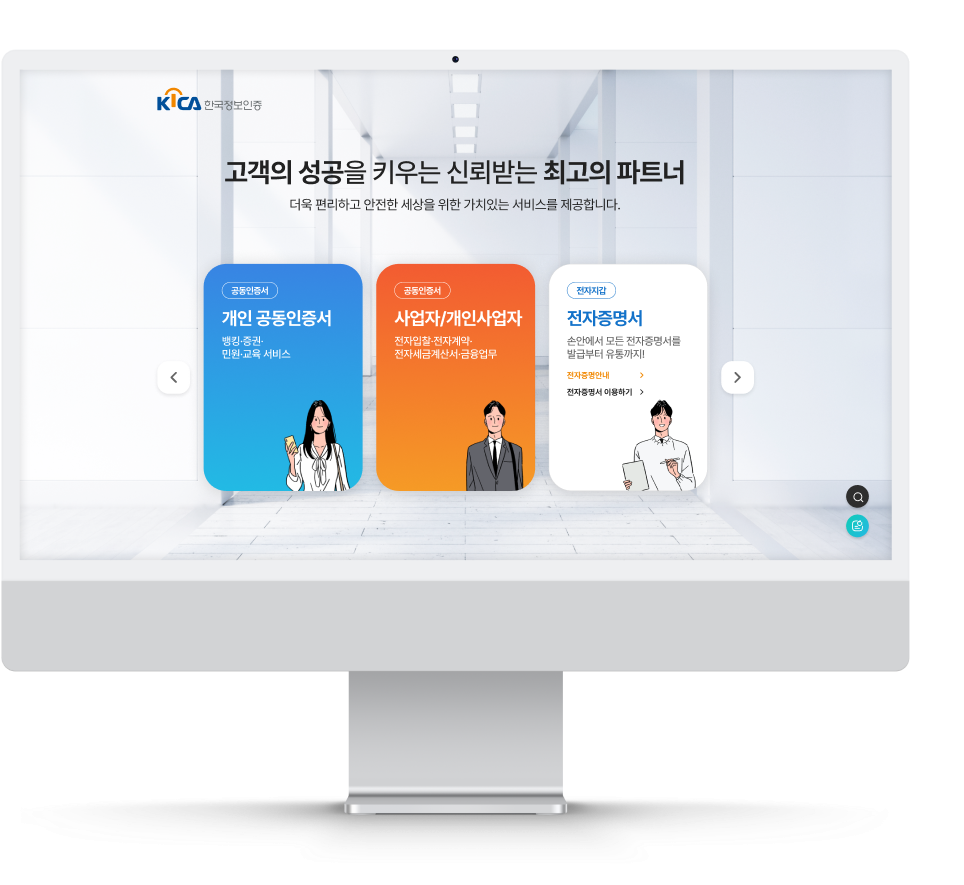 KICA 한국정보인증
고객의 성공을 키우는 신뢰받는 최고의 파트너
더욱 편리하고 안전한 세상을 위한 가치있는 서비스를 제공합니다.
공동인증서
개인 공동인증서
뱅킹·증권·
민원·교육 서비스
공동인증서
사업자/개인사업자
전자입찰·전자계약·
전자세금계산서·금융업무
전자지갑
전자증명서
손안에서 모든 전자증명서를
발급부터 유통까지!
전자증명안내
전자증명서 이용하기